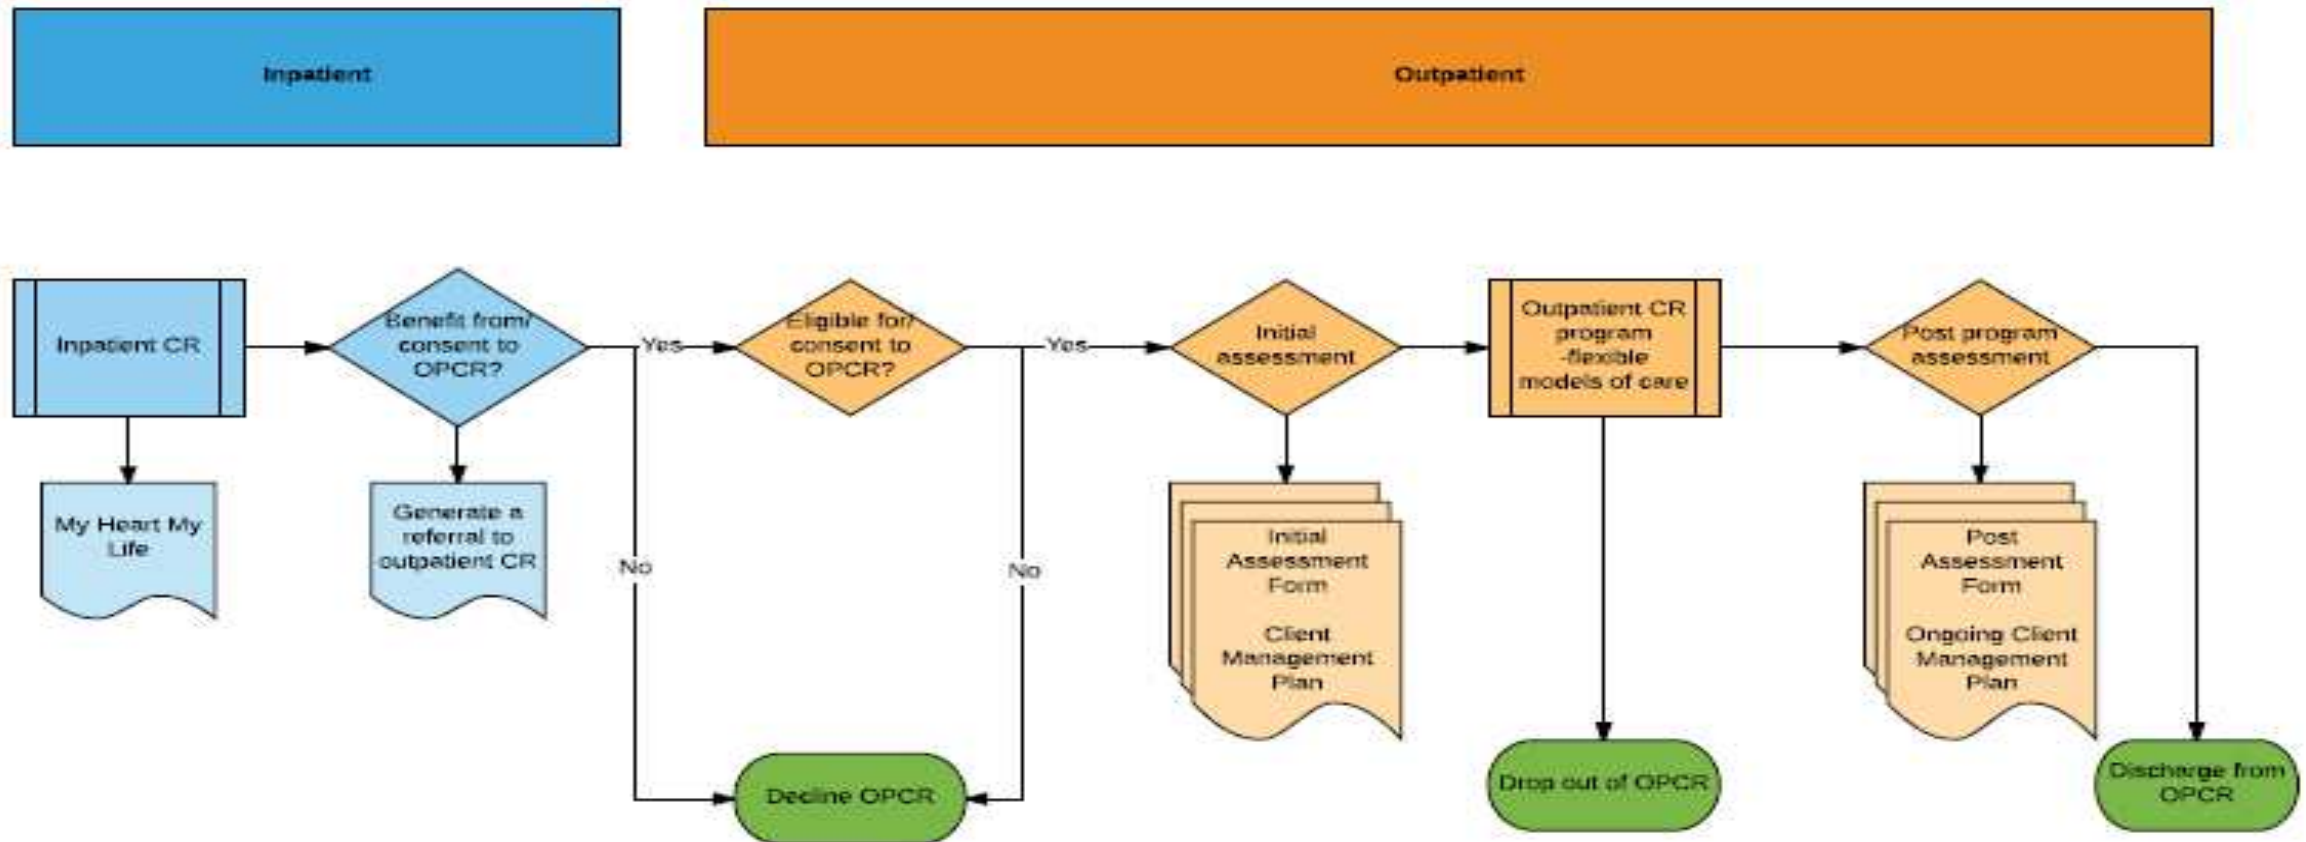 Inpatient
Outpatient
Inpatient CR
Benefit from/
consent to
OPCR?
Yes
Eligible for/
consent to
OPCR?
Yes
Initial
assessment
Outpatient CR
program
-flexible
models of care
Post program
assessment
My Heart My
Life
Generate a
referral to
outpatient CR
No
No
Initial
Assessment
Form
Client
Management
Plan
Post
Assessment
Form
Ongoing Client
Management
Plan
Decline OPCR
Drop out of OPCR
Discharge from
OPCR